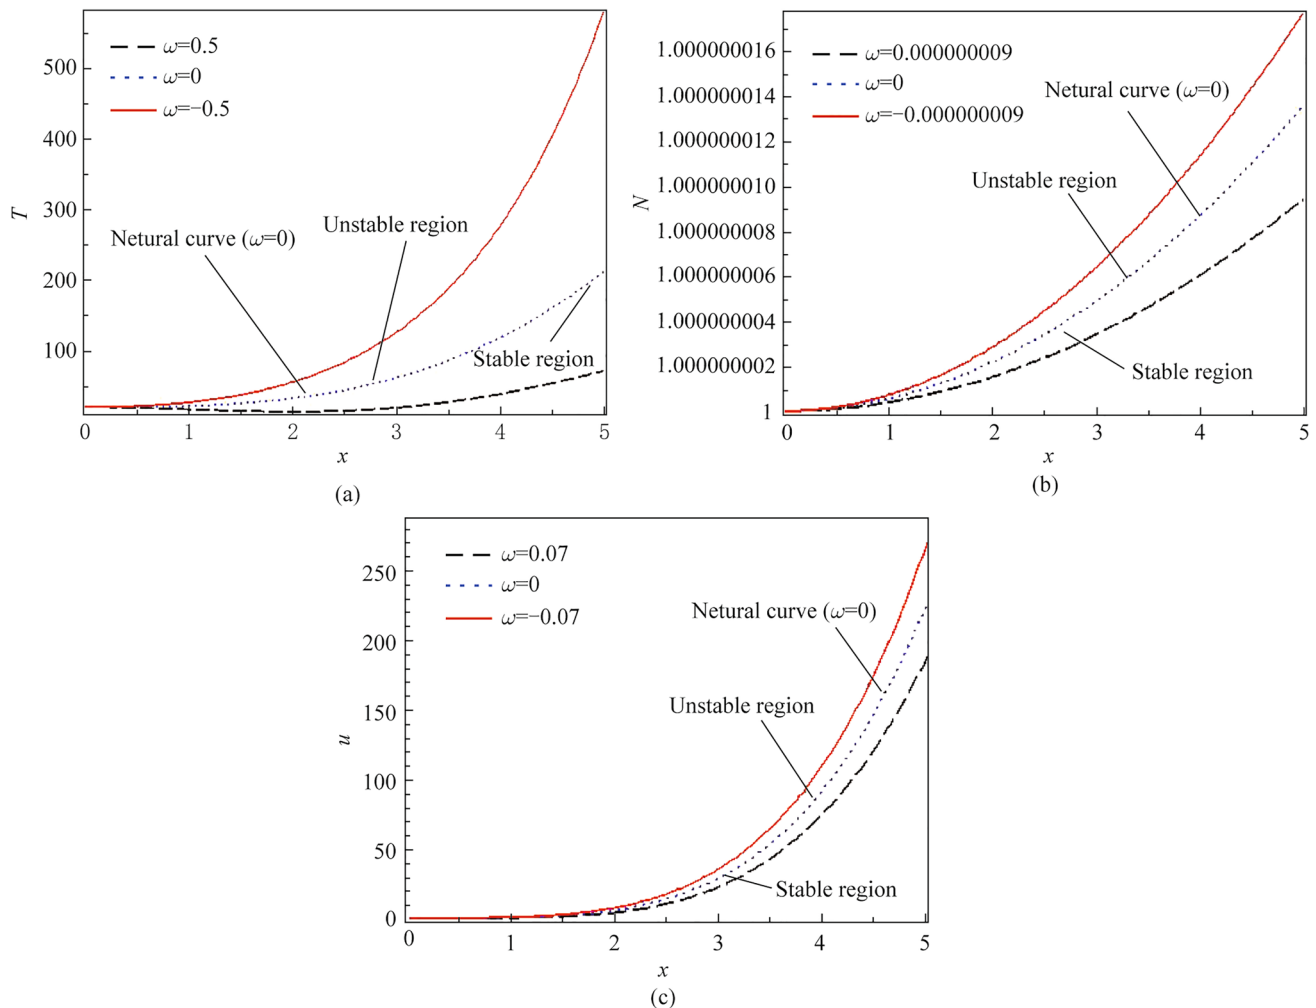 ω=0.5
ω=0
ω=−0.5
500
400
300
200
100
T
Netural curve (ω=0)
Unstable region
Stable region
0
1
2
3
4
5
x
(a)
1.000000016
1.000000014
1.000000012
1.000000010
1.000000008
1.000000006
1.000000004
1.000000002
1
N
ω=0.000000009
ω=0
ω=−0.000000009
Netural curve (ω=0)
Unstable region
Stable region
0
1
2
3
4
5
x
(b)
250
200
150
100
50
0
u
ω=0.07
ω=0
ω=−0.07
Netural curve (ω=0)
Unstable region
Stable region
0
1
2
3
4
5
x
(c)